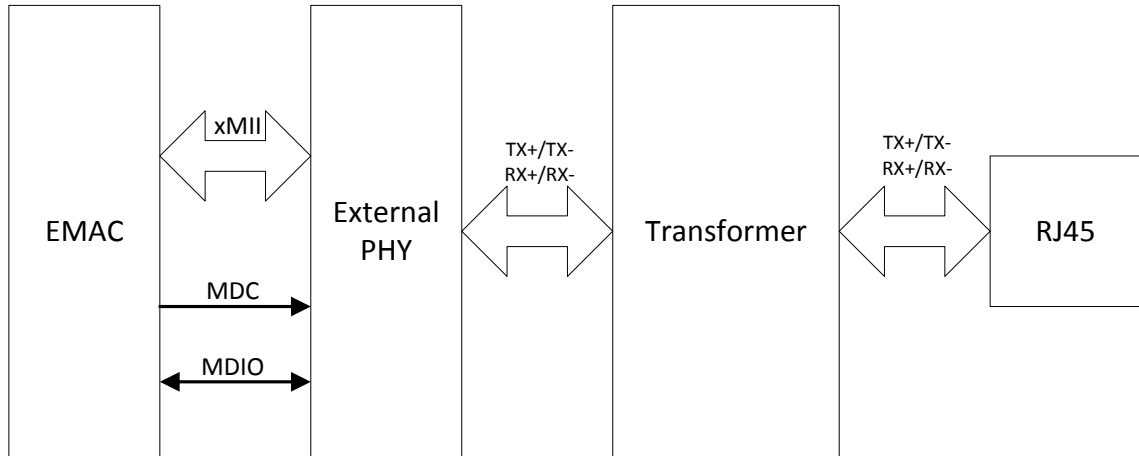 xMII
TX+/TX-
RX+/RX-
TX+/TX-
RX+/RX-
EMAC
External
PHY
Transformer
RJ45
MDC
MDIO